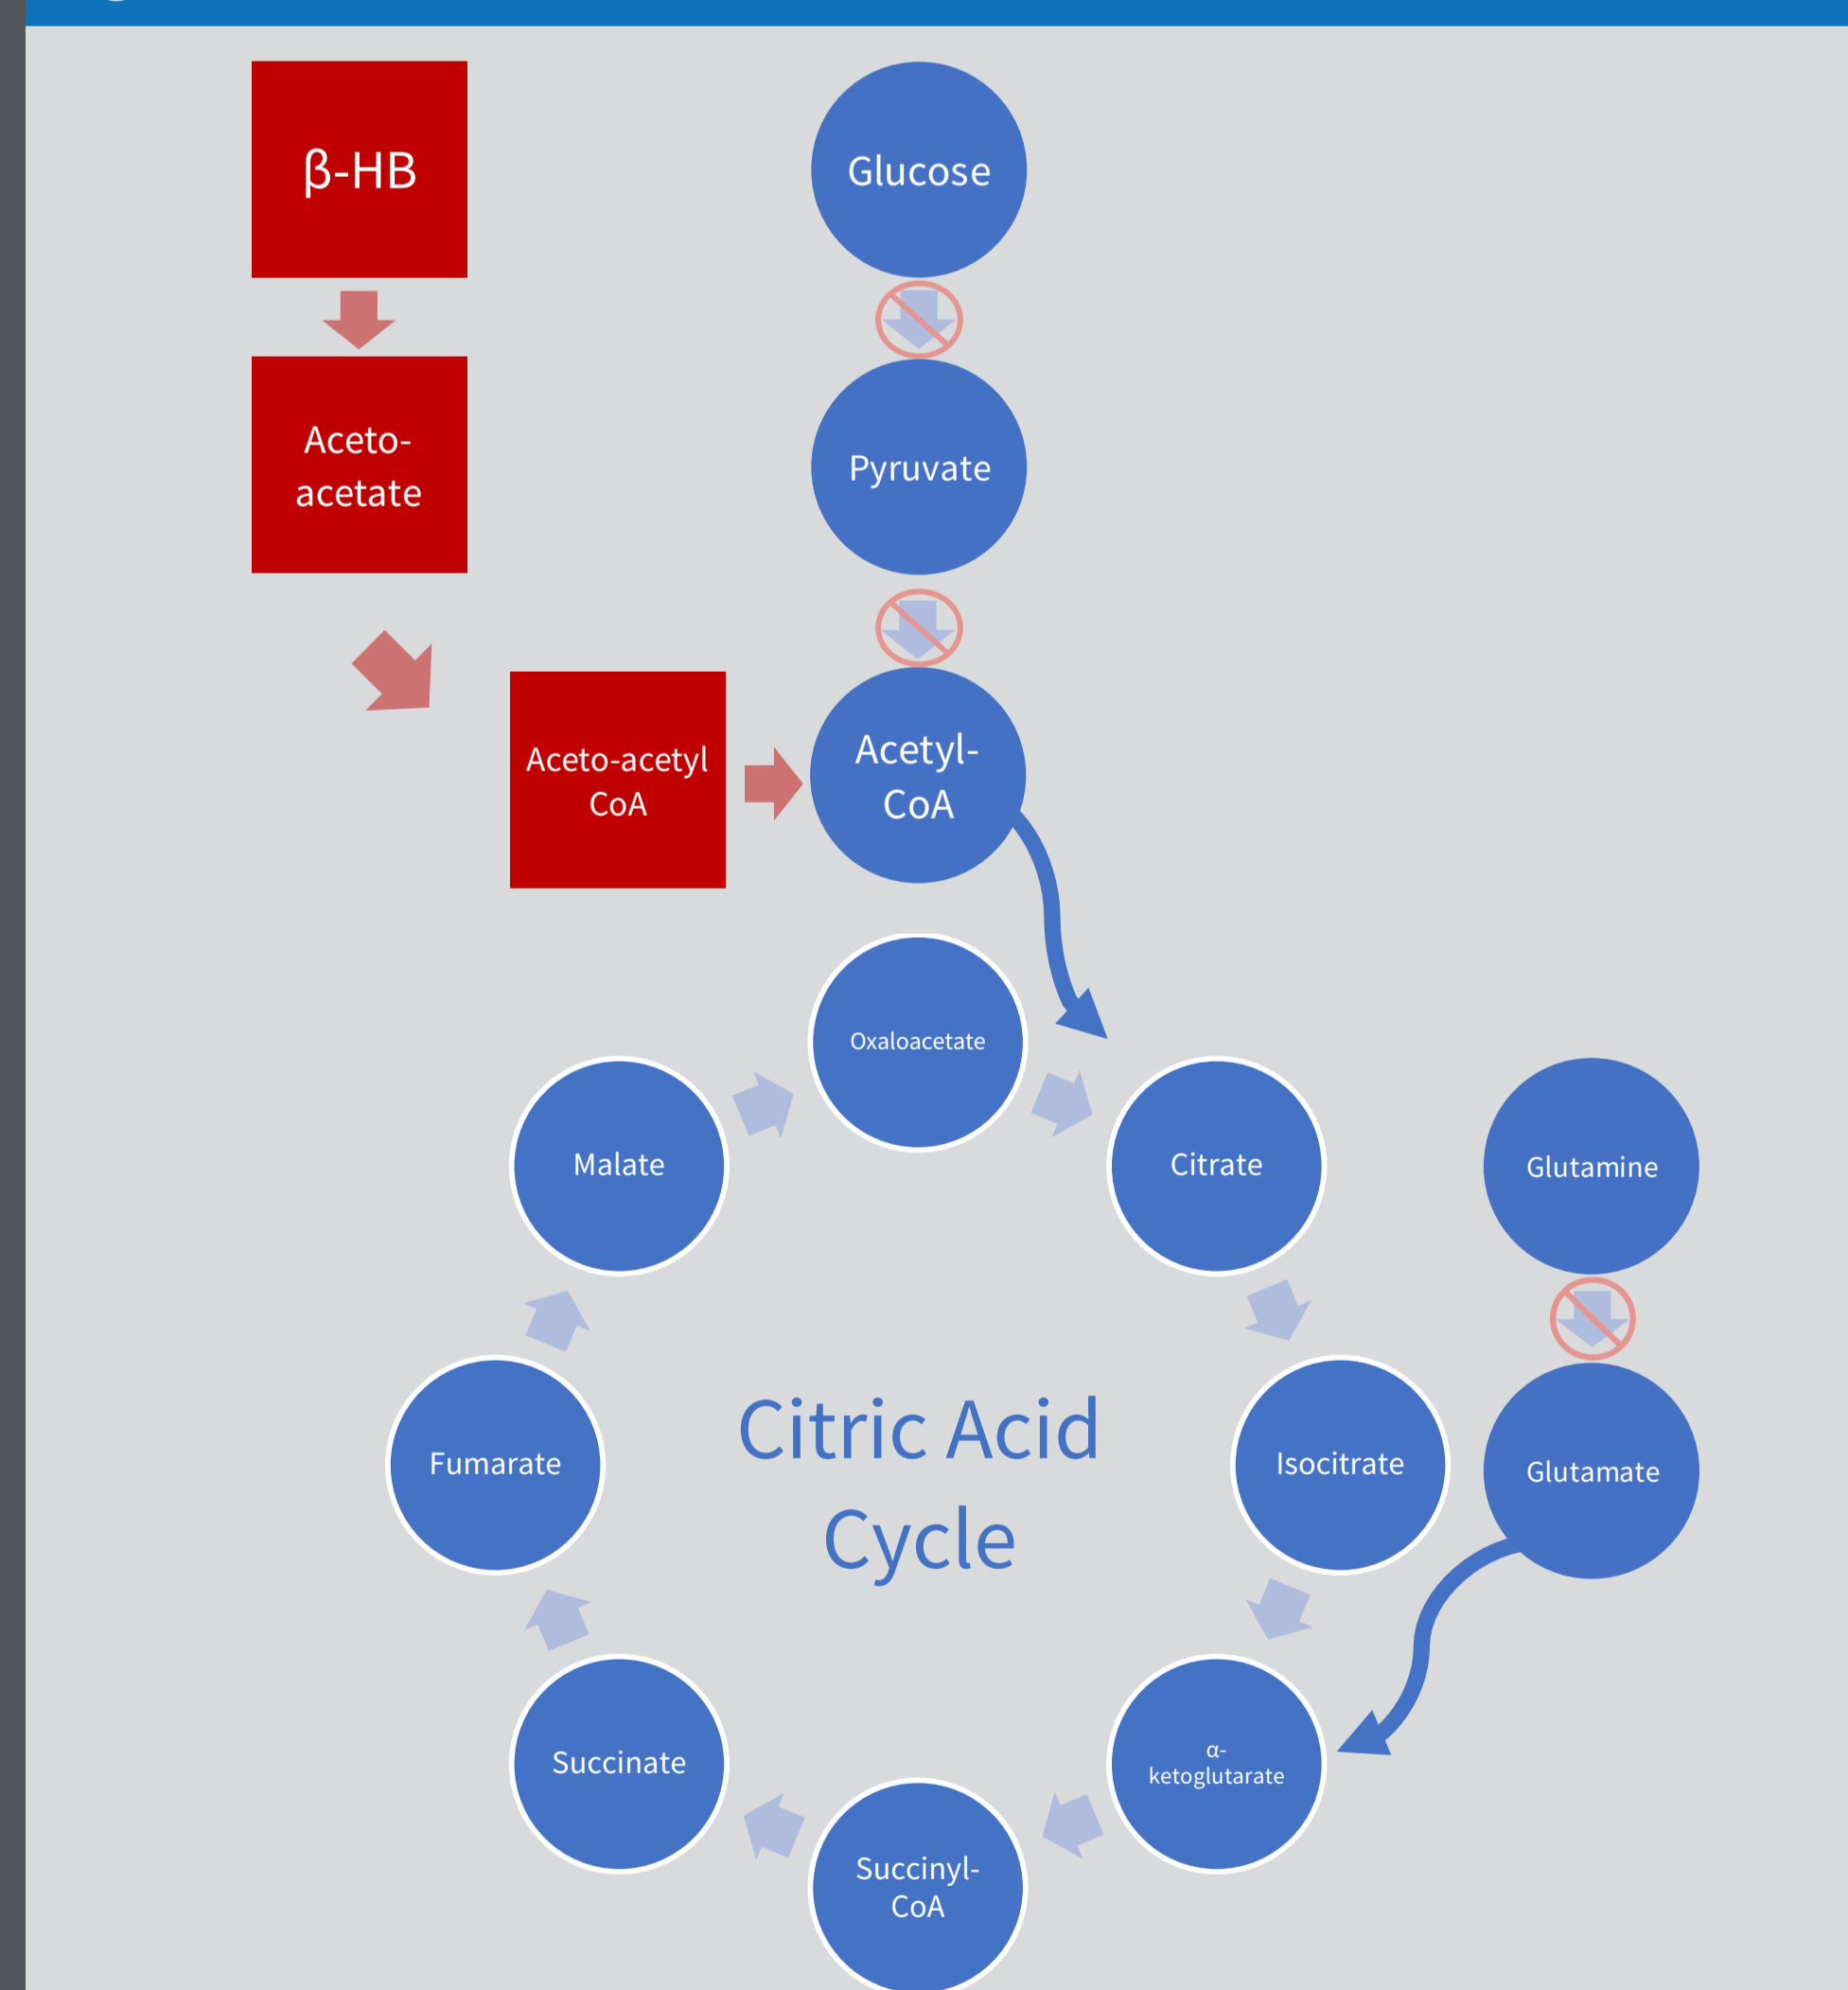 β-HB
Glucose
Aceto-
acetate
Pyruvate
Aceto-acetyl
CoA
Acetyl-
CoA
Oxaloacetate
Malate
Citrate
Glutamine
Citric Acid
Cycle
Fumarate
Isocitrate
Glutamate
Succinate
α-
ketoglutarate
Succinyl-
CoA